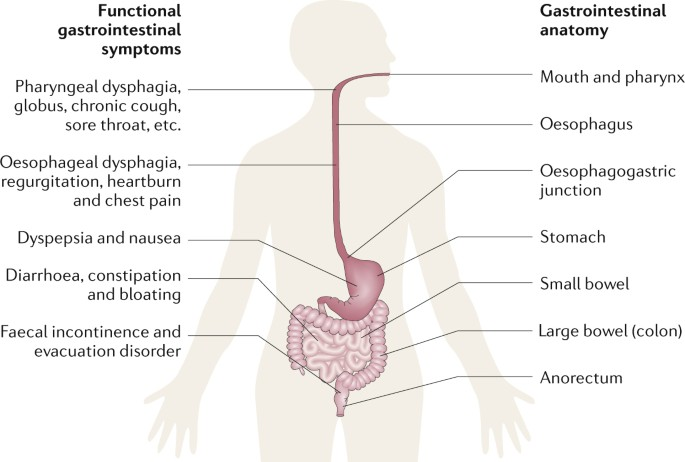 Functional
gastrointestinal
symptoms
Pharyngeal dysphagia,
globus, chronic cough,
sore throat, etc.
Oesophageal dysphagia,
regurgitation, heartburn
and chest pain
Dyspepsia and nausea
Diarrhoea, constipation
and bloating
Faecal incontinence and
evacuation disorder
Gastrointestinal
anatomy
Mouth and pharynx
Oesophagus
Oesophagogastric
junction
Stomach
Small bowel
Large bowel (colon)
Anorectum